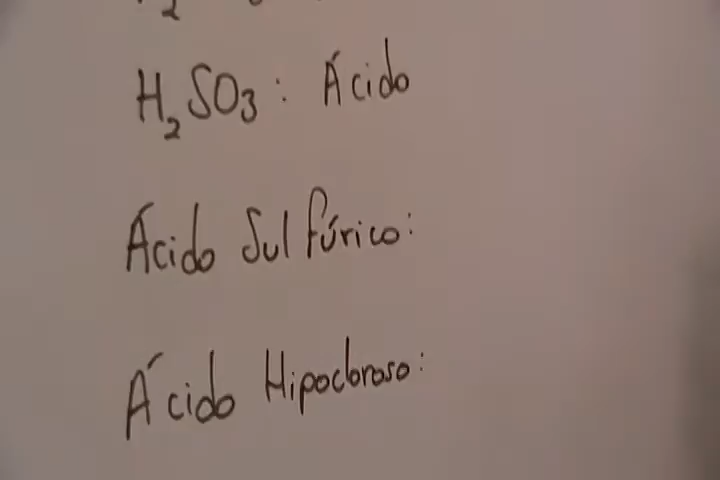 H₂SO₃: Ácido
Ácido Sulfúrico:
Ácido Hipocloroso: